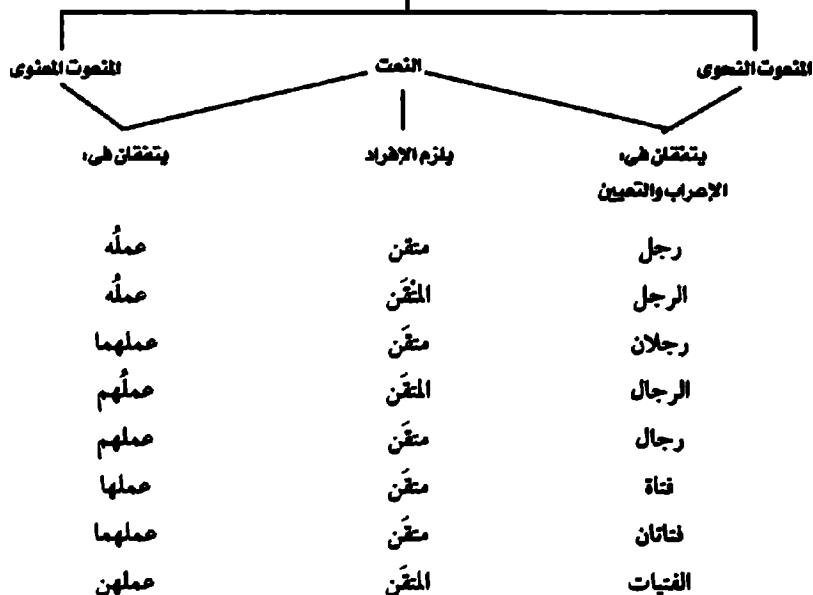 المنعوت النحوى النعت المنعوت المعنوى
يتفقان فى: يلزم الإفراد يتفقان فى:
الإعراب والتعيين
رجل متقن عملُه
الرجل المتْقَن عملُه
رجلان متقَن عملهما
الرجال المتقَن عملُهم
رجال متقَن عملهم
فتاة متقَن عملها
فتاتان متقَن عملهما
الفتيات المتقَن عملهن